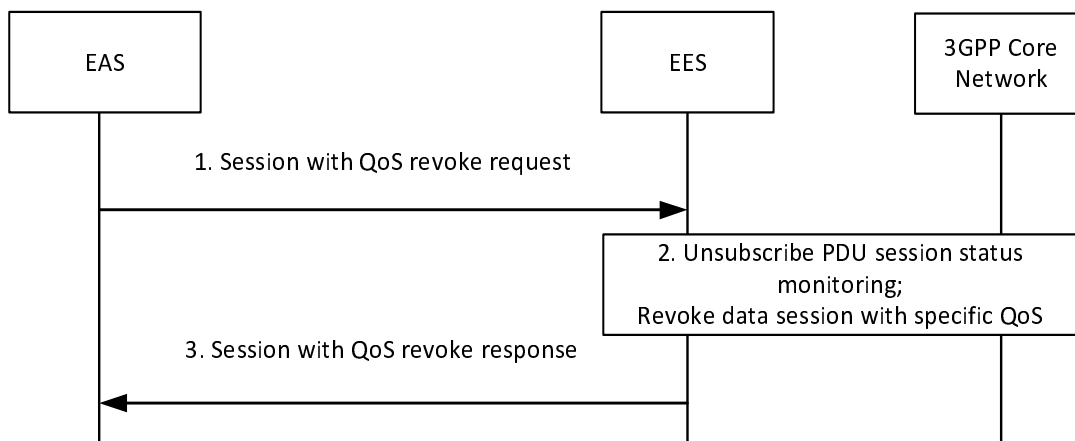 EAS
EES
3GPP Core
Network
1. Session with QoS revoke request
2. Unsubscribe PDU session status
monitoring;
Revoke data session with specific QoS
3. Session with QoS revoke response